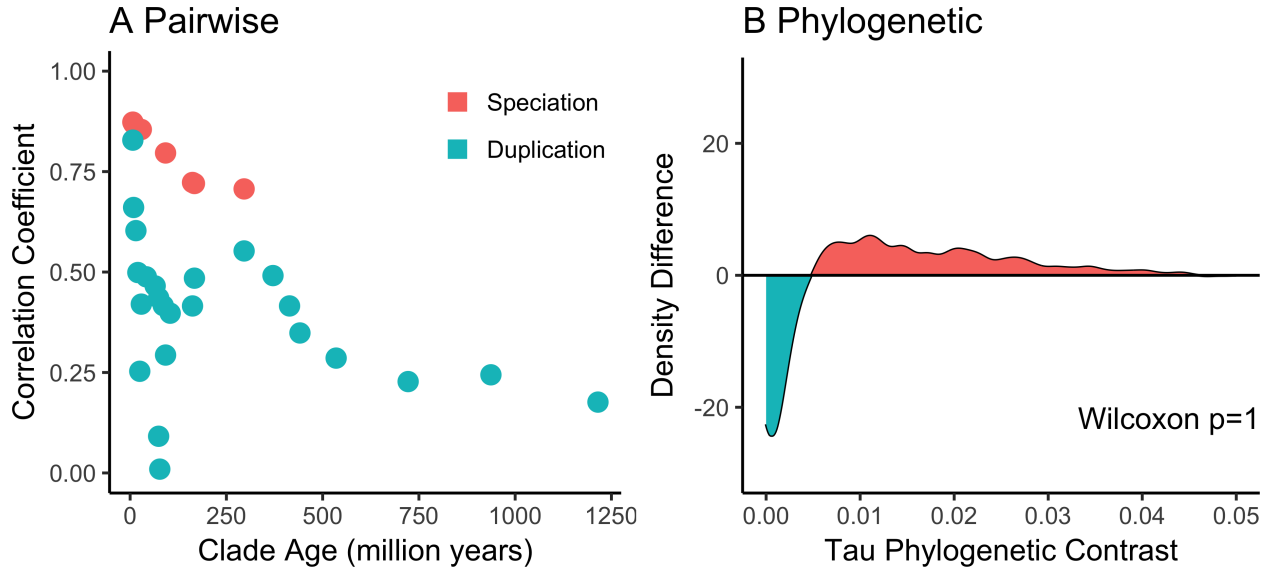 A Pairwise
1.00
0.75
0.50
0.25
0.00
Correlation Coefficient
Speciation
Duplication
0 250 500 750 1000 1250
Clade Age (million years)
B Phylogenetic
20
0
-20
Density Difference
Wilcoxon p=1
0.00 0.01 0.02 0.03 0.04 0.05
Tau Phylogenetic Contrast